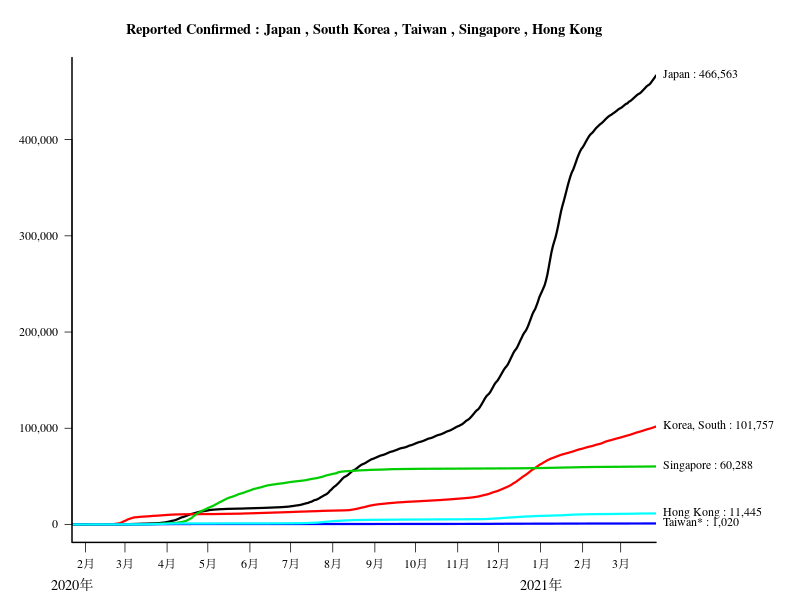 Reported Confirmed : Japan , South Korea , Taiwan , Singapore , Hong Kong
Japan : 466,563
400,000
300,000
200,000
100,000
Korea, South : 101,757
Singapore : 60,288
Hong Kong : 11,445
Taiwan* : 1,020
0
2月 3月 4月 5月 6月 7月 8月 9月 10月 11月 12月 1月 2月 3月
2020年 2021年